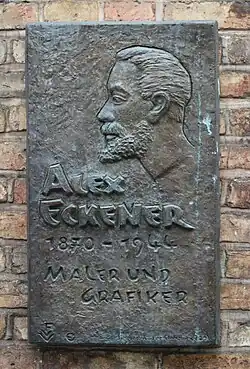 ALEX
ECKENER
1870 - 1944
MALER UND
GRAFIKER